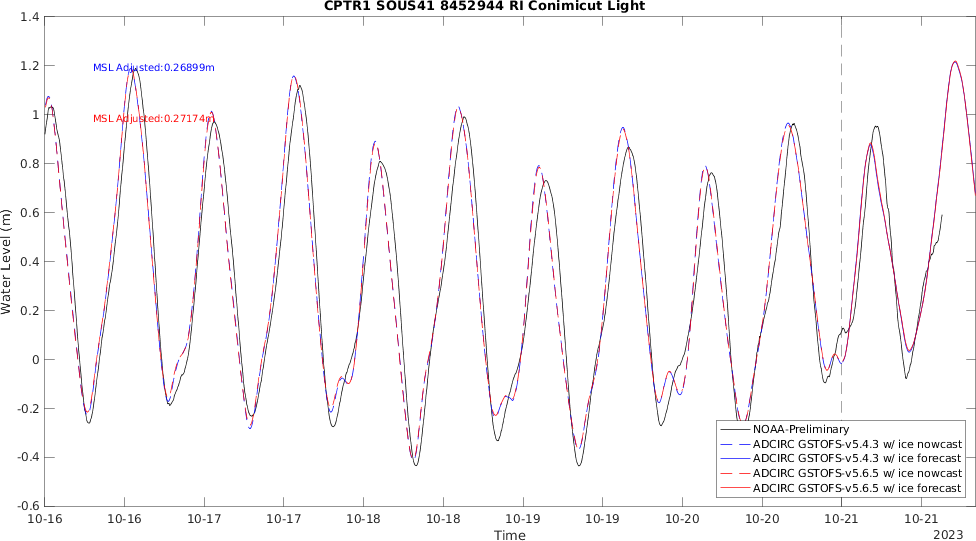 CPTR1 SOUS41 8452944 RI Conimicut Light
1.4
1.2
1
0.8
0.6
0.4
0.2
0
-0.2
-0.4
-0.6
Water Level (m)
MSL Adjusted:0.26899m
MSL Adjusted:0.27174m
NOAA-Preliminary
ADCIRC GSTOFS-v5.4.3 w/ ice nowcast
ADCIRC GSTOFS-v5.4.3 w/ ice forecast
ADCIRC GSTOFS-v5.6.5 w/ ice nowcast
ADCIRC GSTOFS-v5.6.5 w/ ice forecast
10-16 10-16 10-17 10-17 10-18 10-18 10-19 10-19 10-20 10-20 10-21 10-21
Time
2023